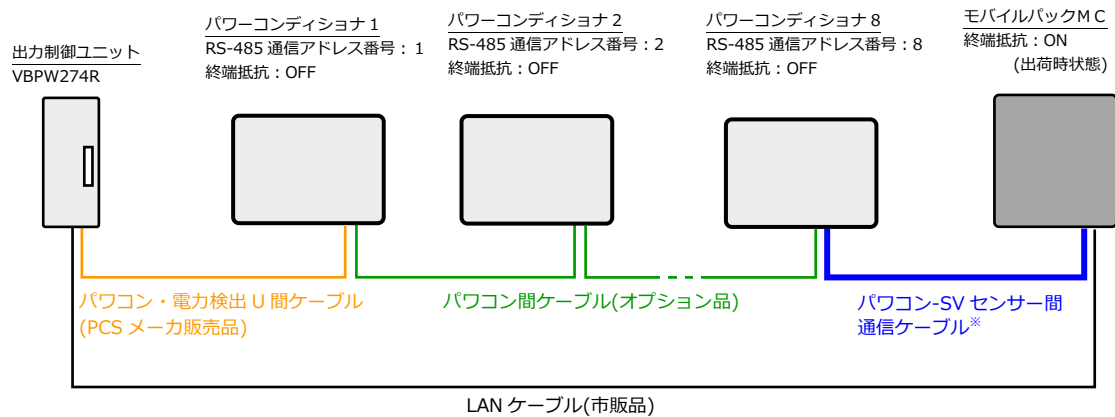 出力制御ユニット
VBPW274R
パワーコンディショナ 1
RS-485 通信アドレス番号：1
終端抵抗：OFF
パワーコンディショナ 2
RS-485 通信アドレス番号：2
終端抵抗：OFF
パワーコンディショナ 8
RS-485 通信アドレス番号：8
終端抵抗：OFF
モバイルパックＭＣ
終端抵抗：ON
(出荷時状態)
パワコン・電力検出 U 間ケーブル
(PCS メーカ販売品)
パワコン間ケーブル(オプション品)
パワコン-SV センサー間
通信ケーブル※
LAN ケーブル(市販品)